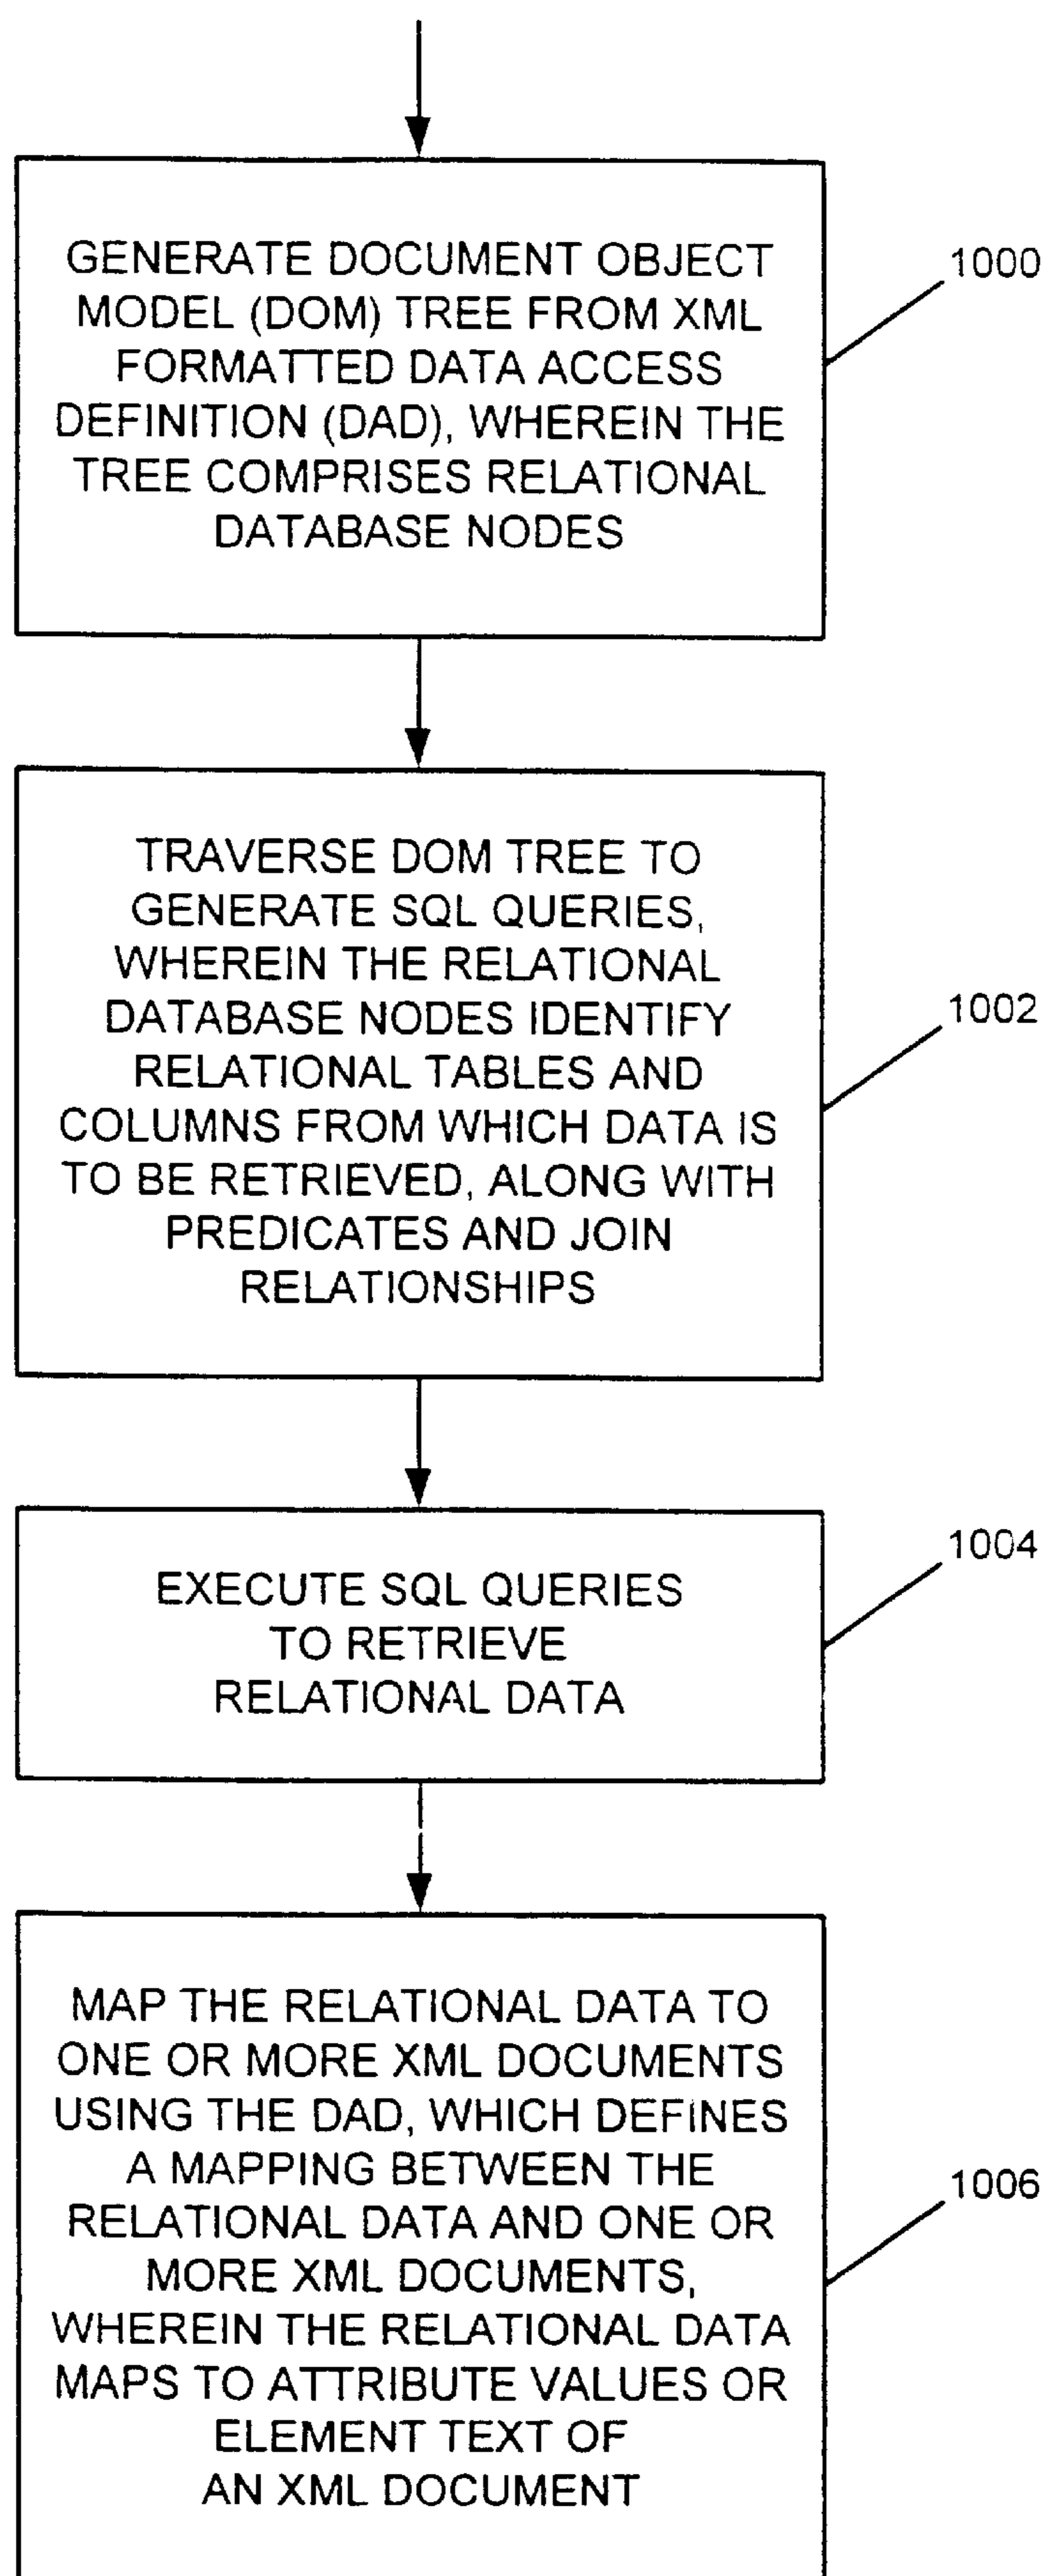 GENERATE DOCUMENT OBJECT
MODEL (DOM) TREE FROM XML
FORMATTED DATA ACCESS
DEFINITION (DAD), WHEREIN THE
TREE COMPRISES RELATIONAL
DATABASE NODES
1000
TRAVERSE DOM TREE TO
GENERATE SQL QUERIES,
WHEREIN THE RELATIONAL
DATABASE NODES IDENTIFY
RELATIONAL TABLES AND
COLUMNS FROM WHICH DATA IS
TO BE RETRIEVED, ALONG WITH
PREDICATES AND JOIN
RELATIONSHIPS
1002
EXECUTE SQL QUERIES
TO RETRIEVE
RELATIONAL DATA
1004
MAP THE RELATIONAL DATA TO
ONE OR MORE XML DOCUMENTS
USING THE DAD, WHICH DEFINES
A MAPPING BETWEEN THE
RELATIONAL DATA AND ONE OR
MORE XML DOCUMENTS,
WHEREIN THE RELATIONAL DATA
MAPS TO ATTRIBUTE VALUES OR
ELEMENT TEXT OF
AN XML DOCUMENT
1006